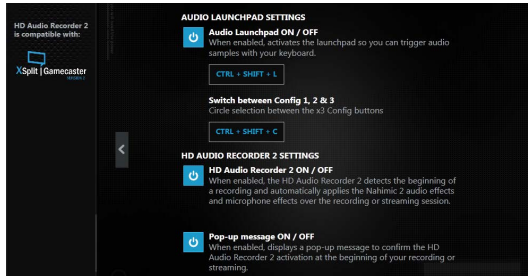 HD Audio Recorder 2
is compatible with:
XSplit | Gamecaster
AUDIO LAUNCHPAD SETTINGS
Audio Launchpad ON / OFF
When enabled, activates the launchpad so you can trigger audio
samples with your keyboard.
CTRL + SHIFT + L
Switch between Config 1, 2 & 3
Circle selection between the x3 Config buttons
CTRL + SHIFT + C
HD AUDIO RECORDER 2 SETTINGS
HD Audio Recorder 2 ON / OFF
When enabled, the HD Audio Recorder 2 detects the beginning of
a recording and automatically applies the Nahimic 2 audio effects
and microphone effects over the recording or streaming session.
Pop-up message ON / OFF
When enabled, displays a pop-up message to confirm the HD
Audio Recorder 2 activation at the beginning of your recording or
streaming.